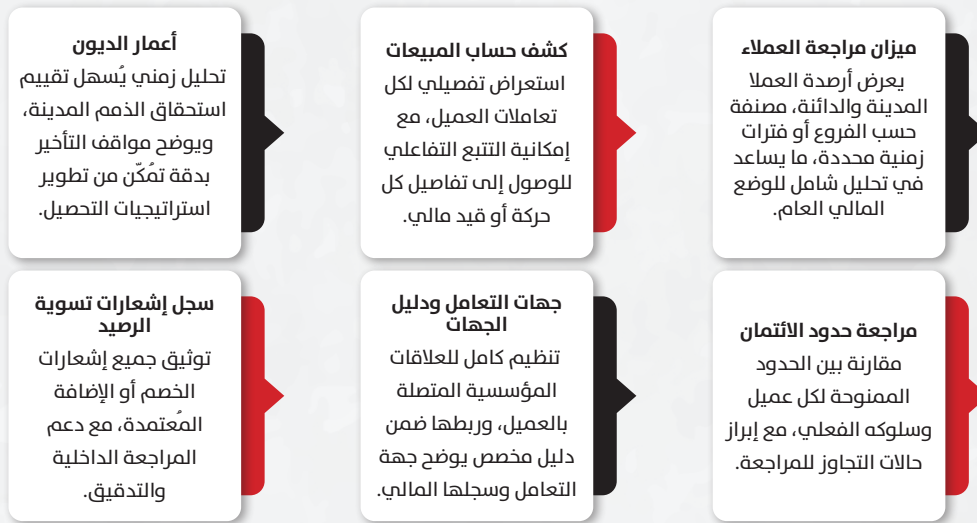 ميزان مراجعة العملاء
يعرض أرصدة العملا
المدينة والدائنة، مصنفة
حسب الفروع أو فترات
زمنية محددة، ما يساعد
في تحليل شامل للوضع
المالي العام.
كشف حساب المبيعات
استعراض تفصيلي لكل
تعاملات العميل، مع
إمكانية التتبع التفاعلي
للوصول إلى تفاصيل كل
حركة أو قيد مالي.
أعمار الديون
تحليل زمني يُسهل تقييم
استحقاق الذمم المدينة،
ويوضح مواقف التأخير
بدقة تمُكّن من تطوير
استراتيجيات التحصيل.
مراجعة حدود الائتمان
مقارنة بين الحدود
الممنوحة لكل عميل
وسلوكه الفعلي، مع إبراز
حالات التجاوز للمراجعة.
جهات التعامل ودليل
الجهات
تنظيم كامل للعلاقات
المؤسسية المتصلة
بالعميل، وربطها ضمن
دليل مخصص يوضح جهة
التعامل وسجلها المالي.
سجل إشعارات تسوية
الرصيد
توثيق جميع إشعارات
الخصم أو الإضافة
المُعتمدة، مع دعم
المراجعة الداخلية
والتدقيق.